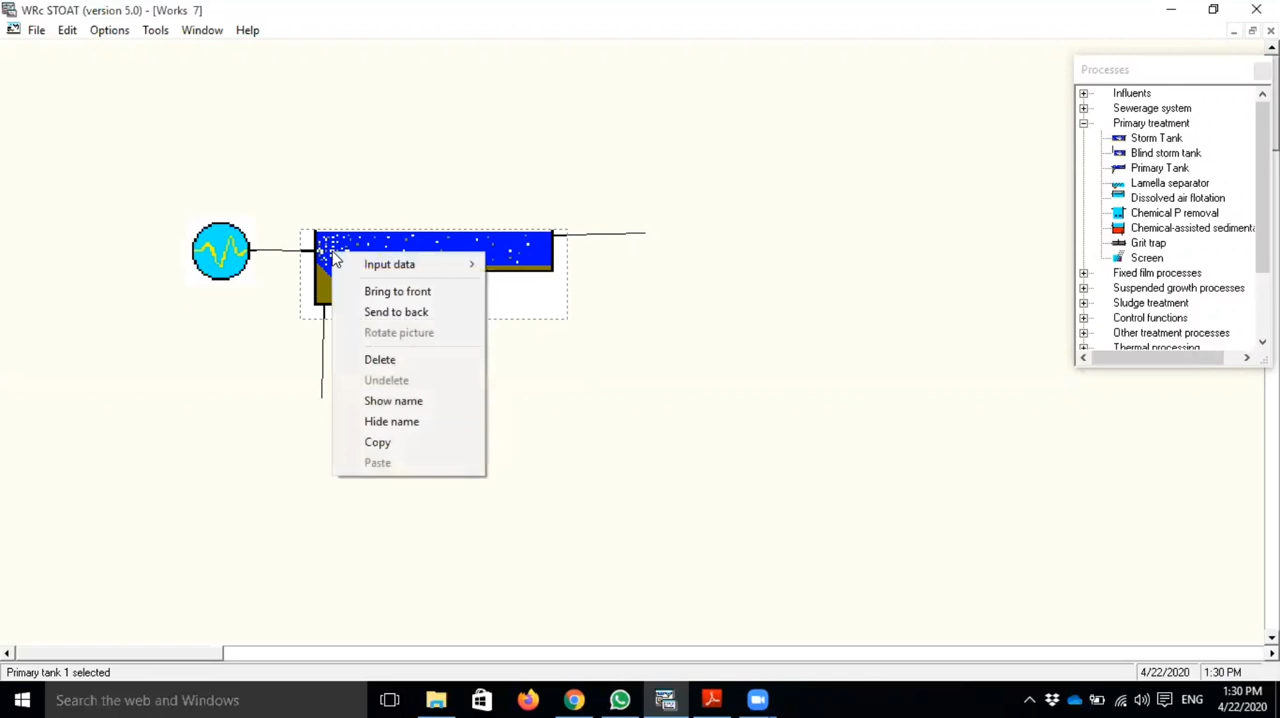 WRc STOAT (version 5.0) - [Works 7]
File Edit Options Tools Window Help
Processes
Influents
Sewerage system
Primary treatment
Storm Tank
Blind storm tank
Primary Tank
Lamella separator
Dissolved air flotation
Chemical P removal
Chemical-assisted sedimenta
Grit trap
Screen
Fixed film processes
Suspended growth processes
Sludge treatment
Control functions
Other treatment processes
Thermal processing
Input data
Bring to front
Send to back
Rotate picture
Delete
Undelete
Show name
Hide name
Copy
Paste
Primary tank 1 selected
4/22/2020 1:30 PM
Search the web and Windows
ENG
1:30 PM
4/22/2020